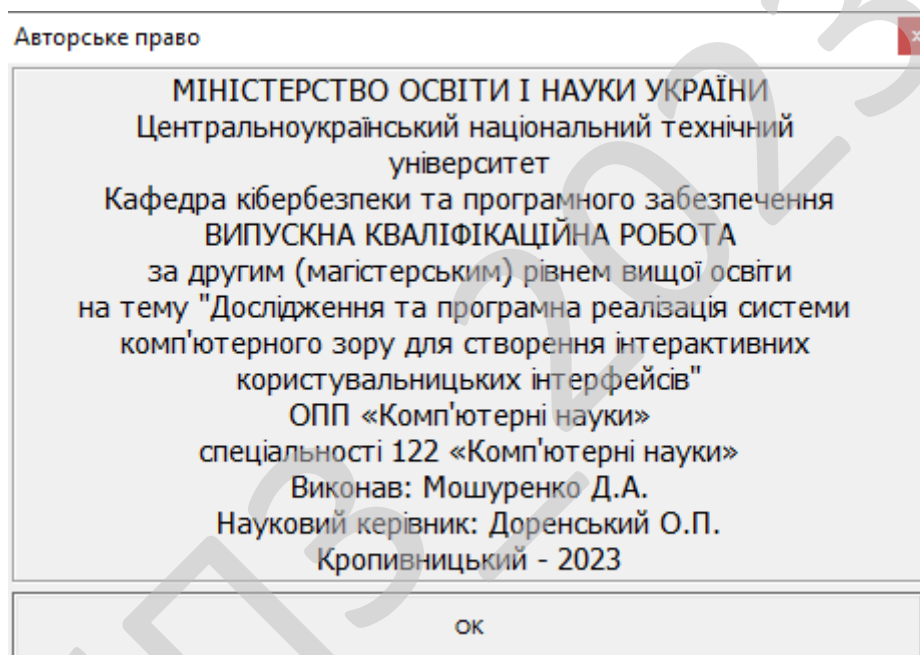 Авторське право
МІНІСТЕРСТВО ОСВІТИ І НАУКИ УКРАЇНИ
Центральноукраїнський національний технічний
університет
Кафедра кібербезпеки та програмного забезпечення
ВИПУСКНА КВАЛІФІКАЦІЙНА РОБОТА
за другим (магістерським) рівнем вищої освіти
на тему "Дослідження та програмна реалізація системи
комп'ютерного зору для створення інтерактивних
користувальницьких інтерфейсів"
ОПП «Комп'ютерні науки»
спеціальності 122 «Комп'ютерні науки»
Виконав: Мошуренко Д.А.
Науковий керівник: Доренський О.П.
Кропивницький - 2023
ОК
ПЗ_2023